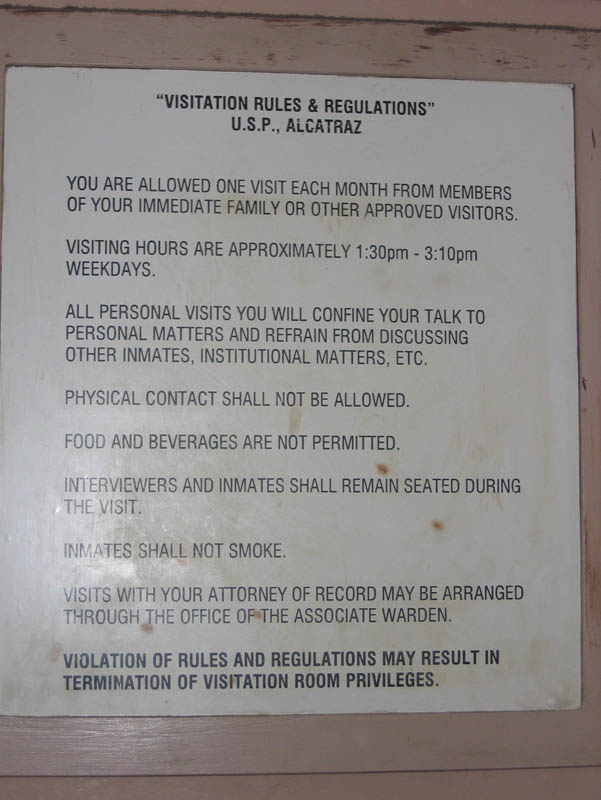 "VISITATION RULES & REGULATIONS"
U.S.P., ALCATRAZ
YOU ARE ALLOWED ONE VISIT EACH MONTH FROM MEMBERS
OF YOUR IMMEDIATE FAMILY OR OTHER APPROVED VISITORS.
VISITING HOURS ARE APPROXIMATELY 1:30pm - 3:10pm
WEEKDAYS.
ALL PERSONAL VISITS YOU WILL CONFINE YOUR TALK TO
PERSONAL MATTERS AND REFRAIN FROM DISCUSSING
OTHER INMATES, INSTITUTIONAL MATTERS, ETC.
PHYSICAL CONTACT SHALL NOT BE ALLOWED.
FOOD AND BEVERAGES ARE NOT PERMITTED.
INTERVIEWERS AND INMATES SHALL REMAIN SEATED DURING
THE VISIT.
INMATES SHALL NOT SMOKE.
VISITS WITH YOUR ATTORNEY OF RECORD MAY BE ARRANGED
THROUGH THE OFFICE OF THE ASSOCIATE WARDEN.
VIOLATION OF RULES AND REGULATIONS MAY RESULT IN
TERMINATION OF VISITATION ROOM PRIVILEGES.